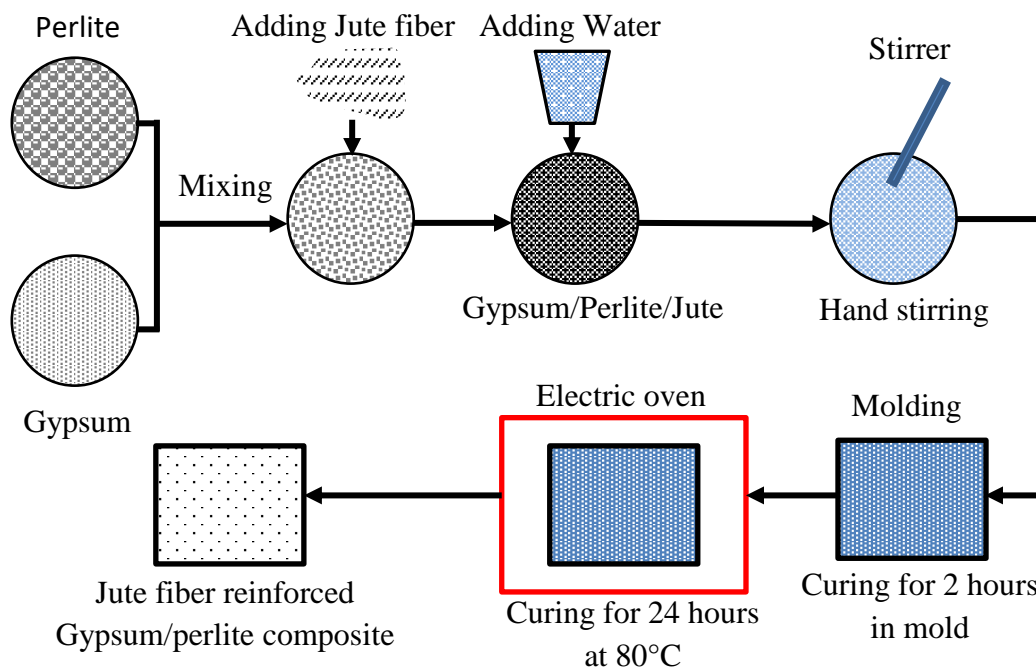 Perlite
Adding Jute fiber
Adding Water
Stirrer
Mixing
Gypsum/Perlite/Jute
Hand stirring
Gypsum
Electric oven
Molding
Jute fiber reinforced
Gypsum/perlite composite
Curing for 24 hours
at 80°C
Curing for 2 hours
in mold